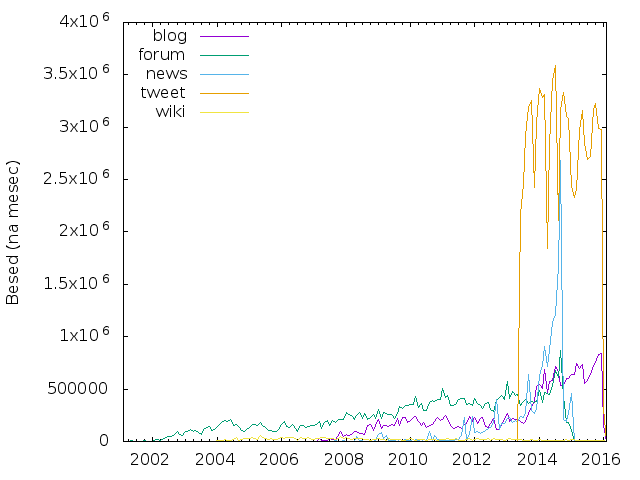 4x10^6
3.5x10^6
3x10^6
2.5x10^6
2x10^6
1.5x10^6
1x10^6
500000
0
Besed (na mesec)
blog
forum
news
tweet
wiki
2002 2004 2006 2008 2010 2012 2014 2016